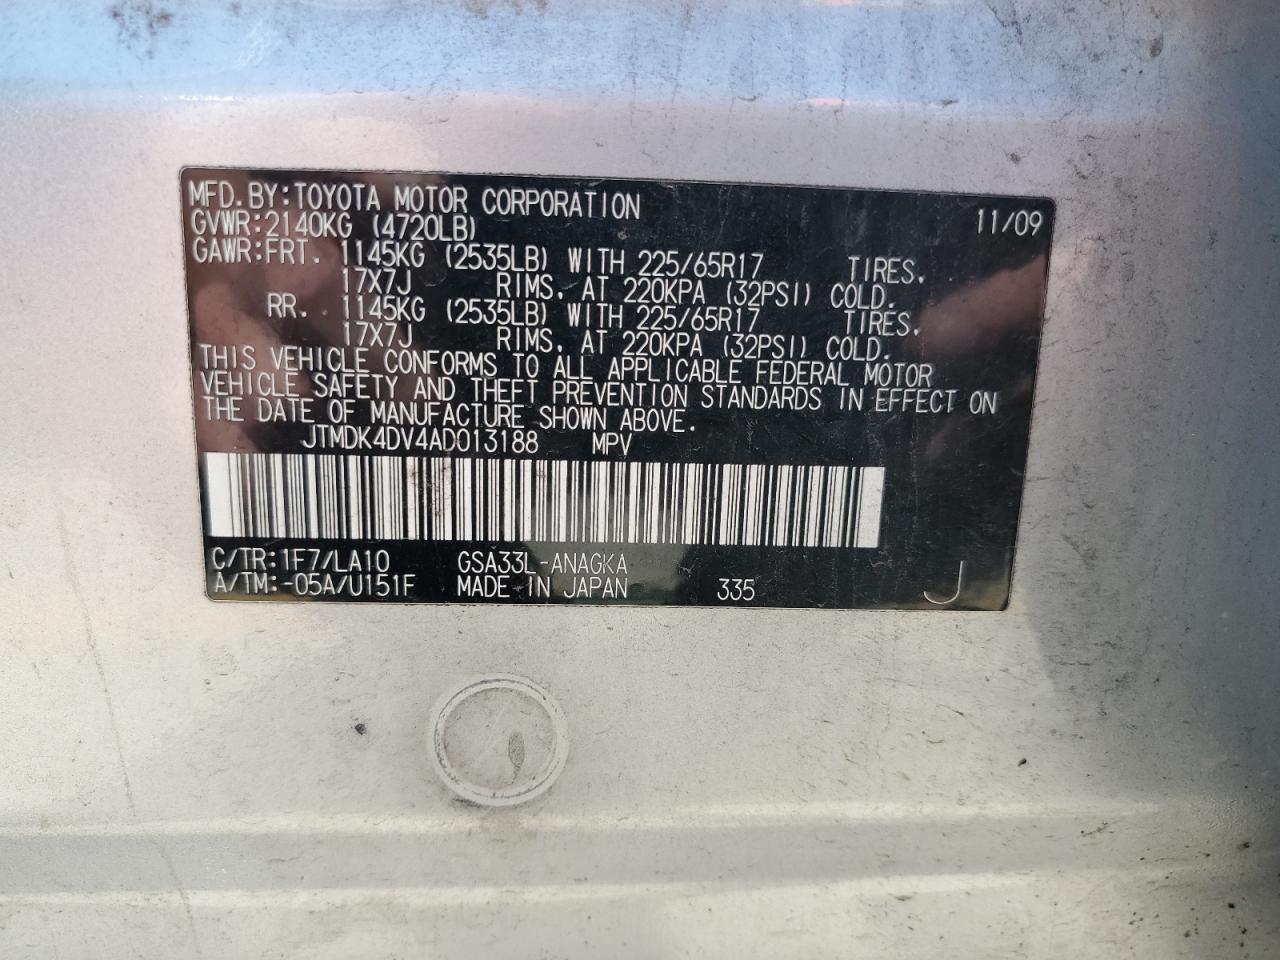 MFD. BY: TOYOTA MOTOR CORPORATION 11/09
GVWR: 2140KG (4720LB)
GAWR: FRT. 1145KG (2535LB) WITH 225/65R17 TIRES.
17X7J RIMS, AT 220KPA (32PSI) COLD.
RR. 1145KG (2535LB) WITH 225/65R17 TIRES,
17X7J RIMS, AT 220KPA (32PSI) COLD.
THIS VEHICLE CONFORMS TO ALL APPLICABLE FEDERAL MOTOR
VEHICLE SAFETY AND THEFT PREVENTION STANDARDS IN EFFECT ON
THE DATE OF MANUFACTURE SHOWN ABOVE.
JTMDK4DV4AD013188 MPV
C/TR: 1F7/LA10 GSA33L-ANAGKA
A/TM: -05A/U151F MADE IN JAPAN 335 J